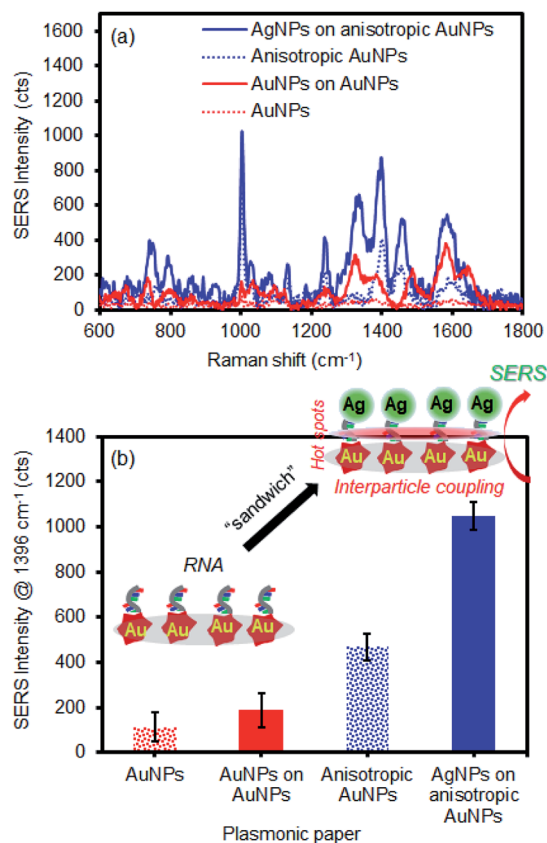 (a)
AgNPs on anisotropic AuNPs
Anisotropic AuNPs
AuNPs on AuNPs
AuNPs
SERS Intensity (cts)
1600
1400
1200
1000
800
600
400
200
0
600 800 1000 1200 1400 1600 1800
Raman shift (cm-1)
(b)
SERS Intensity @ 1396 cm-1 (cts)
1400
1200
1000
800
600
400
200
0
SERS
Hot spots
Ag Ag Ag Ag
Au Au Au Au
Interparticle coupling
"sandwich"
RNA
Au Au Au Au
AuNPs
AuNPs on
AuNPs
Anisotropic
AuNPs
AgNPs on
anisotropic
AuNPs
Plasmonic paper